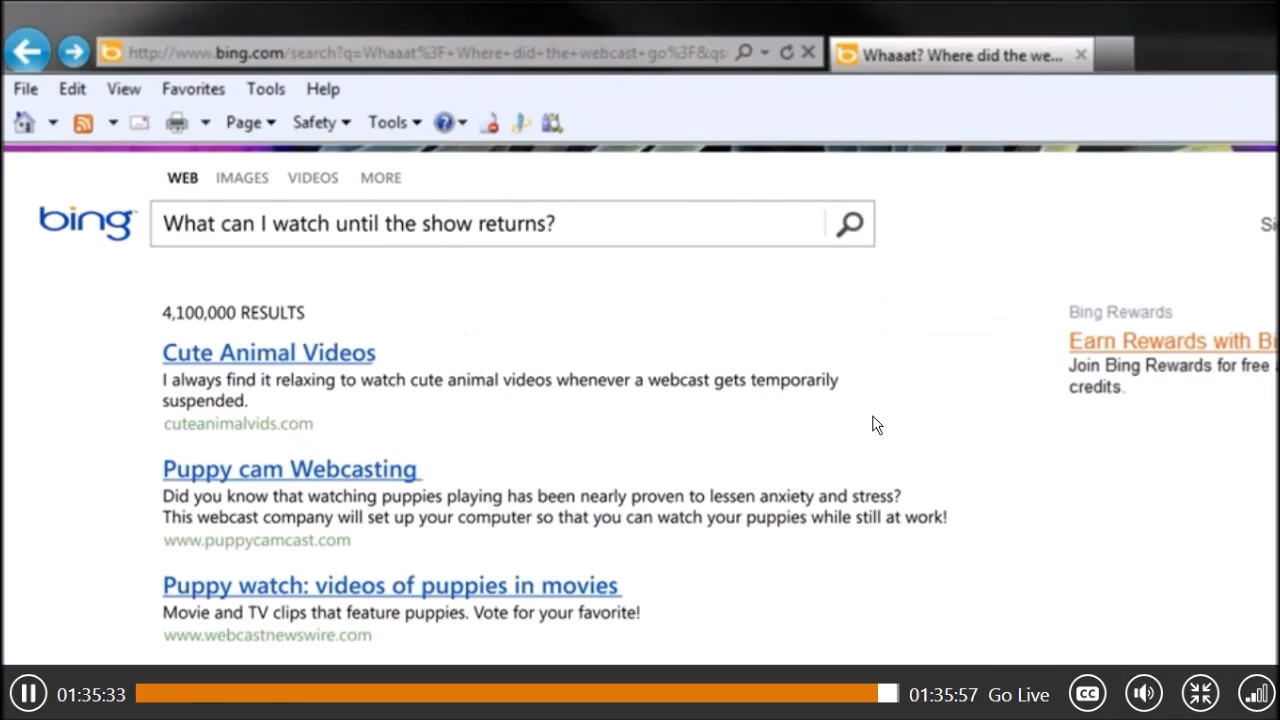 http://www.bing.com/search?q=Whaaat%3F+Where+did+the+webcast+go%3F&qs
Whaaat? Where did the we...
File Edit View Favorites Tools Help
Page Safety Tools
WEB IMAGES VIDEOS MORE
bing
What can I watch until the show returns?
Si
4,100,000 RESULTS
Bing Rewards
Cute Animal Videos
Earn Rewards with Bi
I always find it relaxing to watch cute animal videos whenever a webcast gets temporarily
Join Bing Rewards for free
suspended.
credits.
cuteanimalvids.com
Puppy cam Webcasting
Did you know that watching puppies playing has been nearly proven to lessen anxiety and stress?
This webcast company will set up your computer so that you can watch your puppies while still at work!
www.puppycamcast.com
Puppy watch: videos of puppies in movies
Movie and TV clips that feature puppies. Vote for your favorite!
www.webcastnewswire.com
01:35:33 01:35:57 Go Live CC